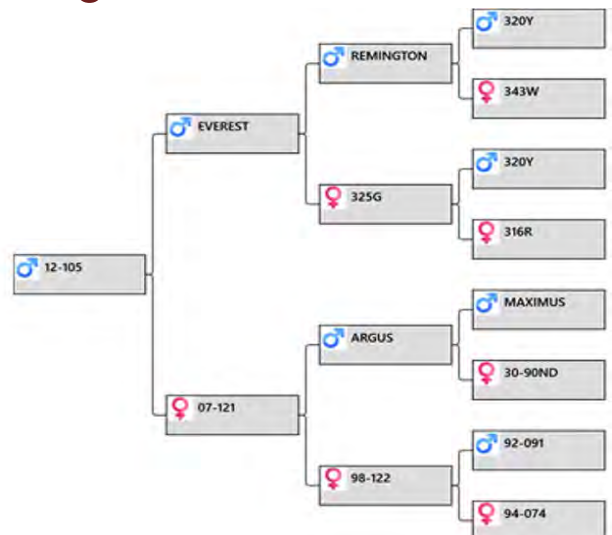 320Y
REMINGTON
343W
EVEREST
320Y
325G
316R
12-105
MAXIMUS
ARGUS
30-90ND
07-121
92-091
98-122
94-074